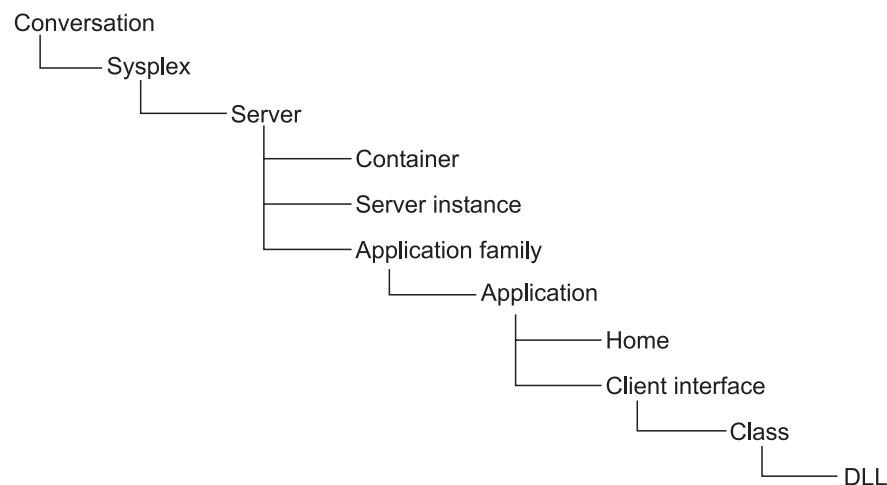 Conversation
Sysplex
Server
Container
Server instance
Application family
Application
Home
Client interface
Class
DLL